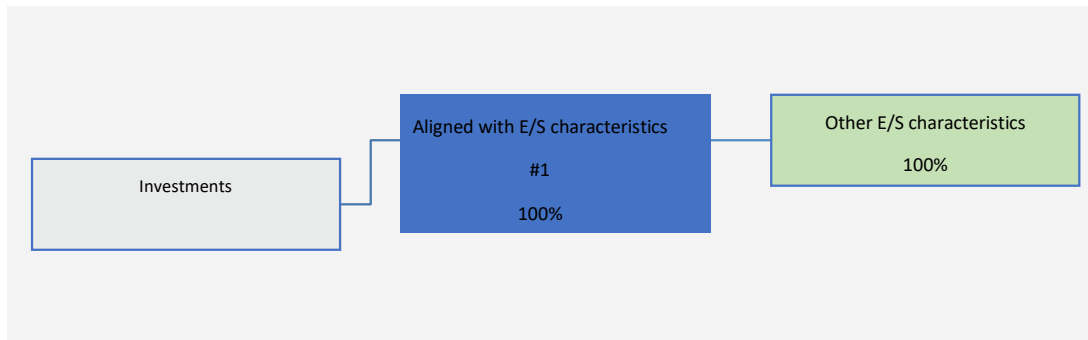 Investments
Aligned with E/S characteristics
#1
100%
Other E/S characteristics
100%